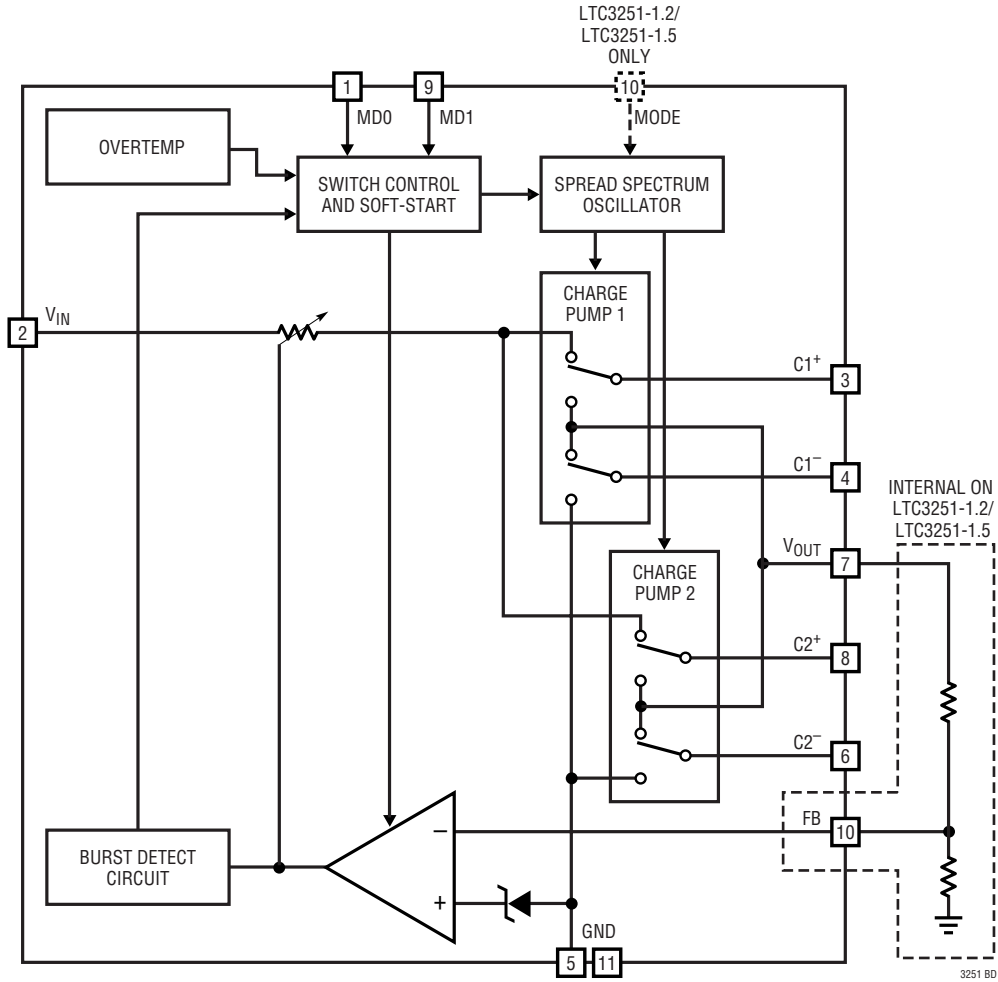 LTC3251-1.2/
LTC3251-1.5
ONLY
1
9
10
MD0
MD1
MODE
OVERTEMP
SWITCH CONTROL
AND SOFT-START
SPREAD SPECTRUM
OSCILLATOR
CHARGE
PUMP 1
VIN
2
C1+
3
C1–
4
INTERNAL ON
LTC3251-1.2/
LTC3251-1.5
VOUT
7
CHARGE
PUMP 2
C2+
8
C2–
6
FB
10
–
BURST DETECT
CIRCUIT
+
GND
5
11
3251 BD